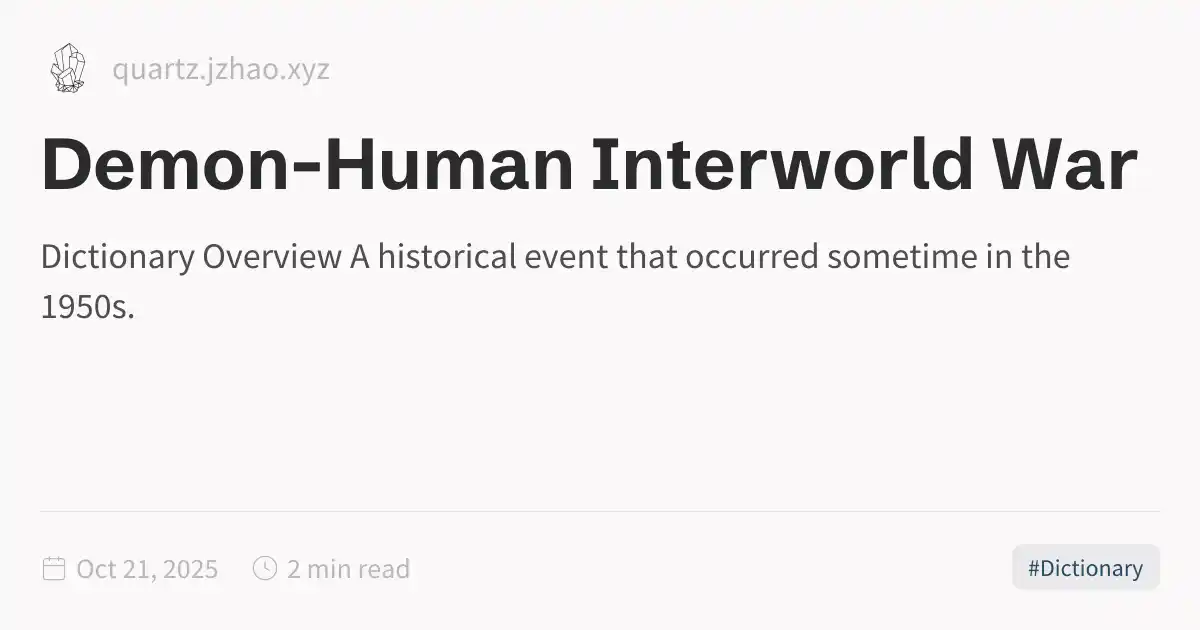 quartz.jzhao.xyz
Demon-Human Interworld War
Dictionary Overview A historical event that occurred sometime in the
1950s.
Oct 21, 2025 2 min read #Dictionary